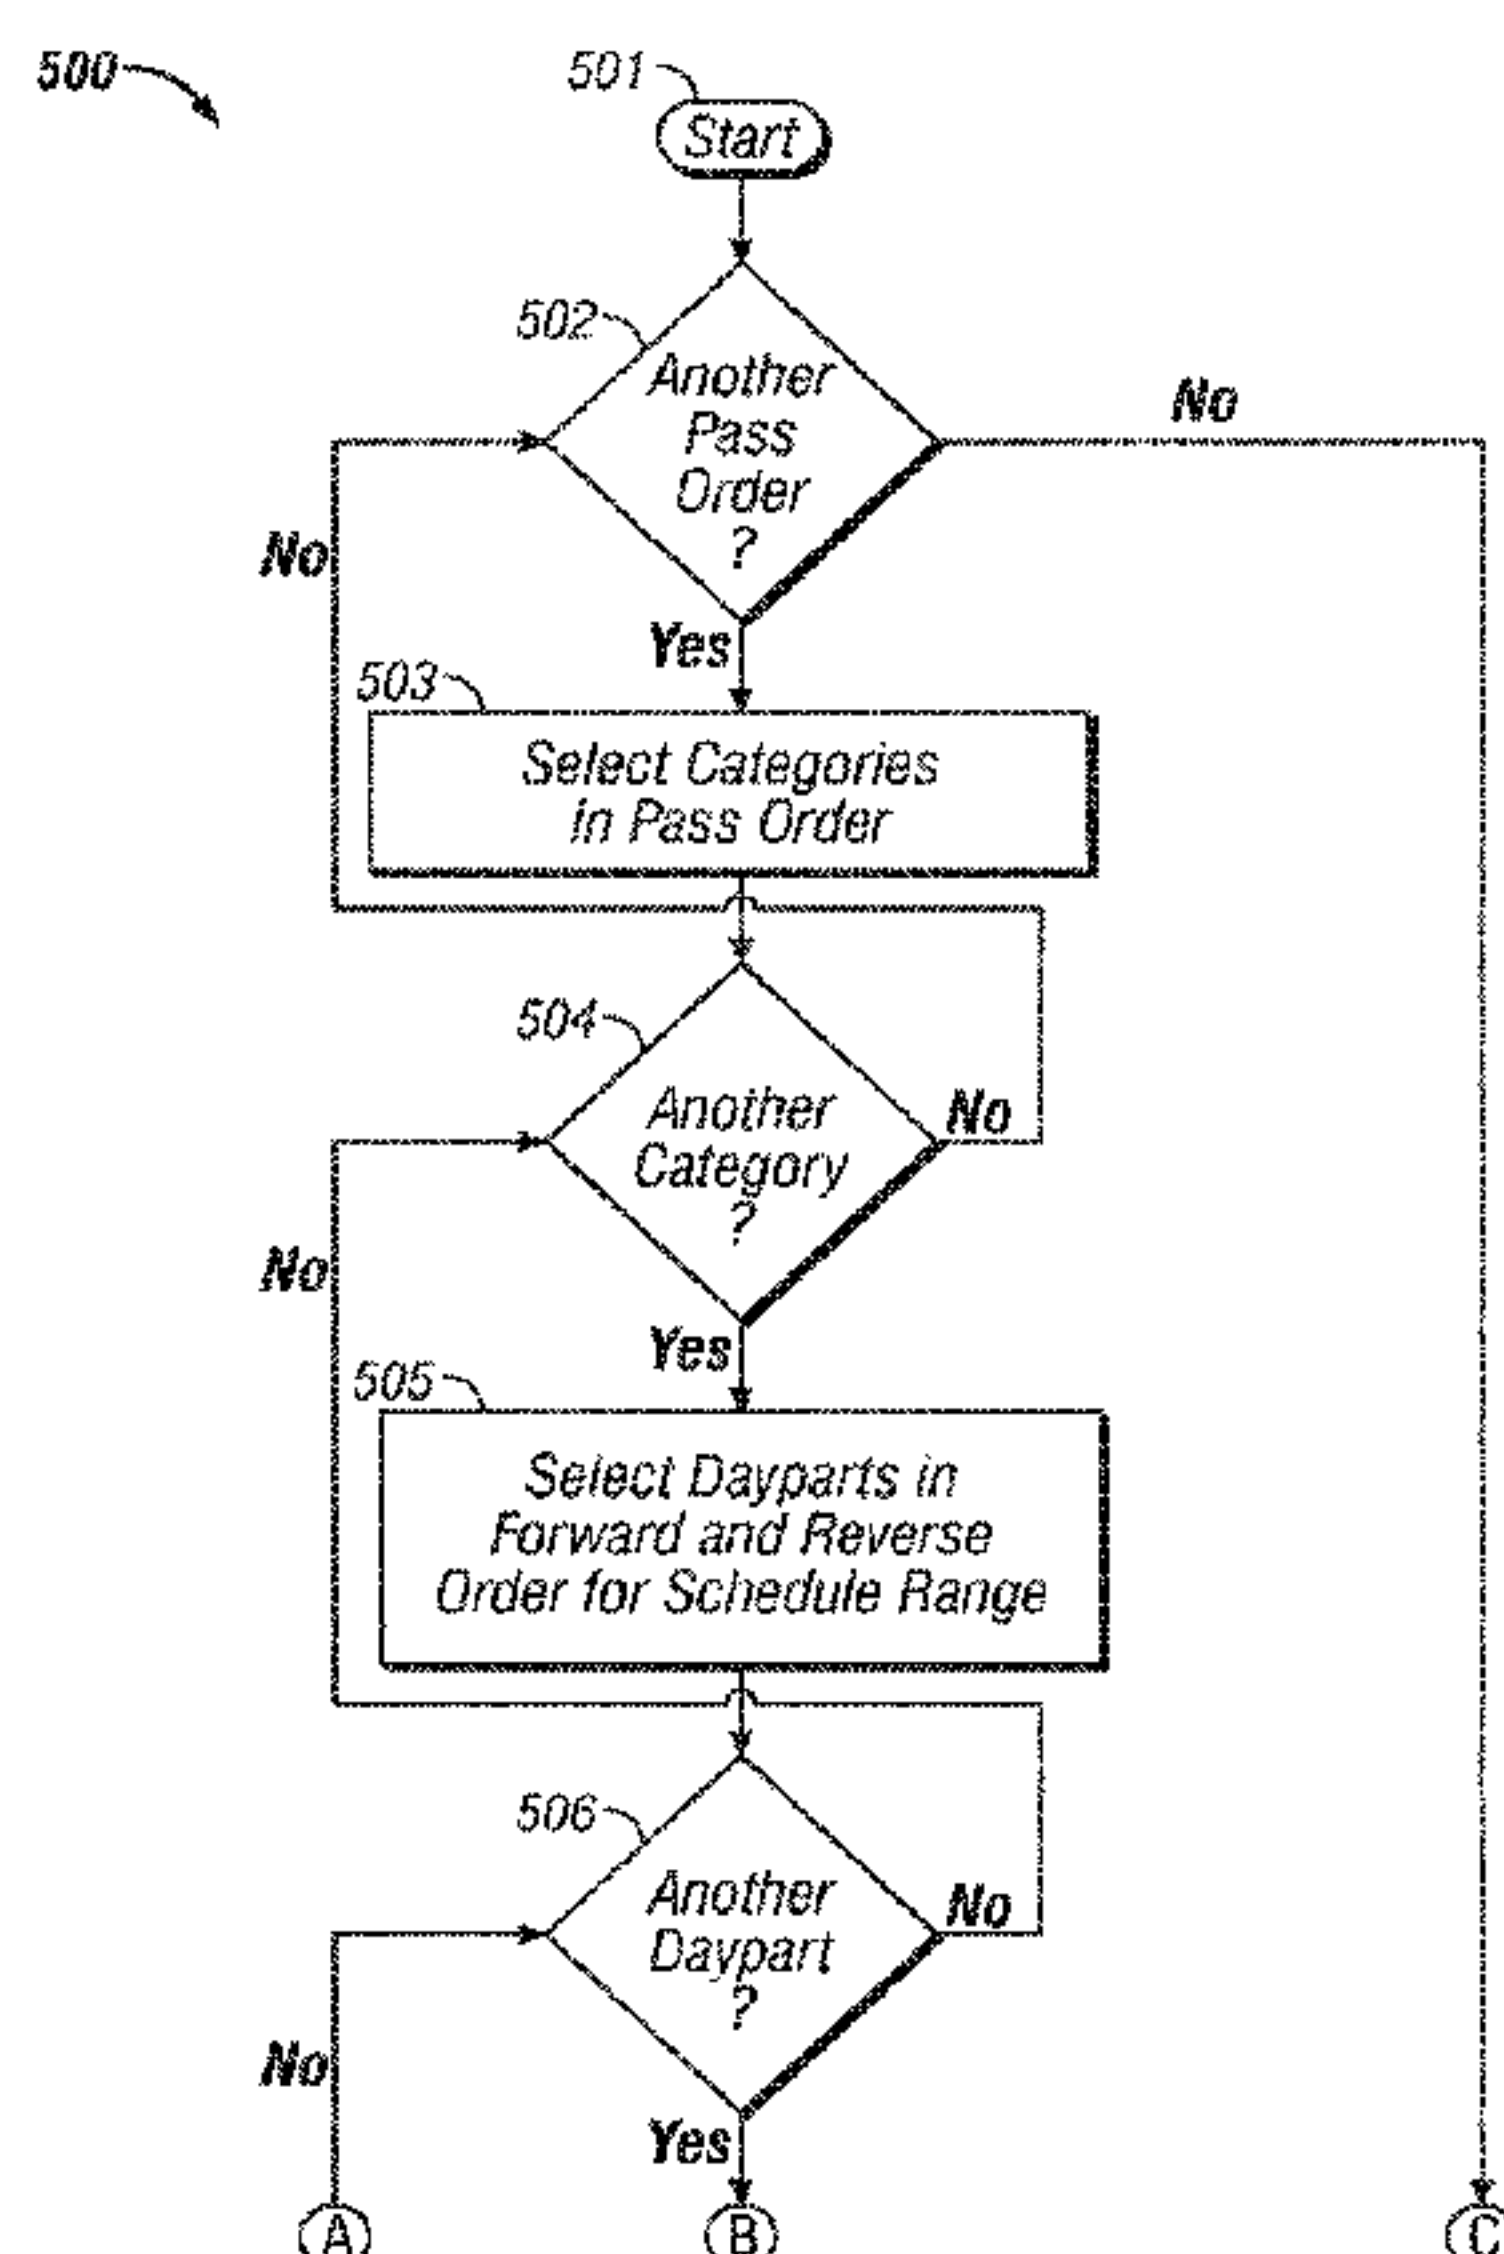 500
501
Start
502
Another
Pass
Order
?
No
No
Yes
503
Select Categories
in Pass Order
504
Another
Category
?
No
No
Yes
505
Select Dayparts in
Forward and Reverse
Order for Schedule Range
506
Another
Daypart
?
No
No
Yes
A
B
C